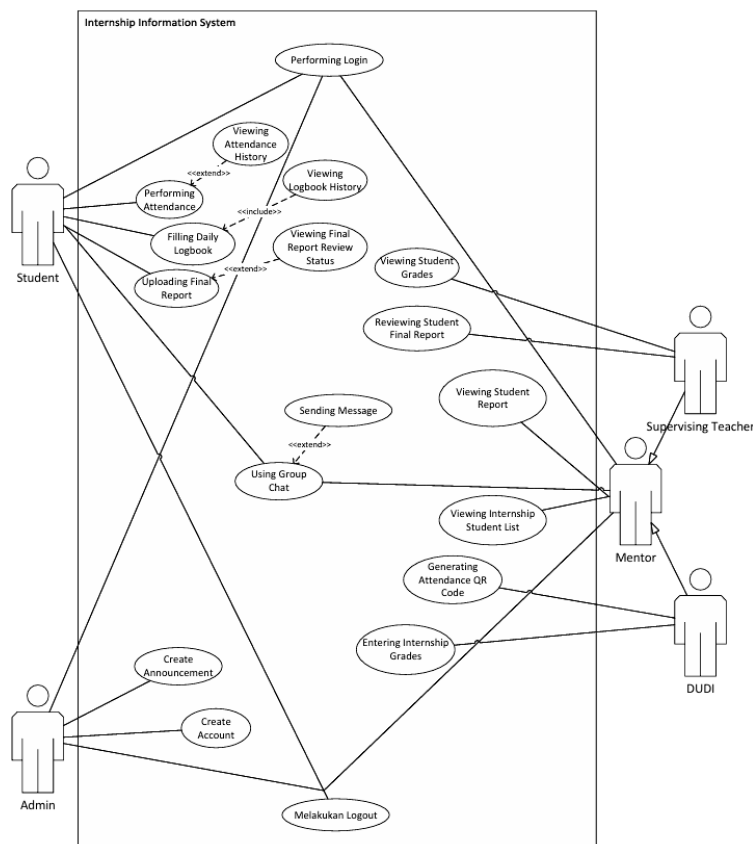 Internship Information System
Performing Login
Viewing
Attendance
History
<<extend>>
Viewing
Logbook History
Performing
Attendance
<<include>>
Filling Daily
Logbook
Viewing Final
Report Review
Status
<<extend>>
Uploading Final
Report
Student
Viewing Student
Grades
Reviewing Student
Final Report
Supervising Teacher
Viewing Student
Report
Sending Message
<<extend>>
Using Group
Chat
Viewing Internship
Student List
Mentor
Generating
Attendance QR
Code
Entering Internship
Grades
DUDI
Create
Announcement
Create
Account
Admin
Melakukan Logout